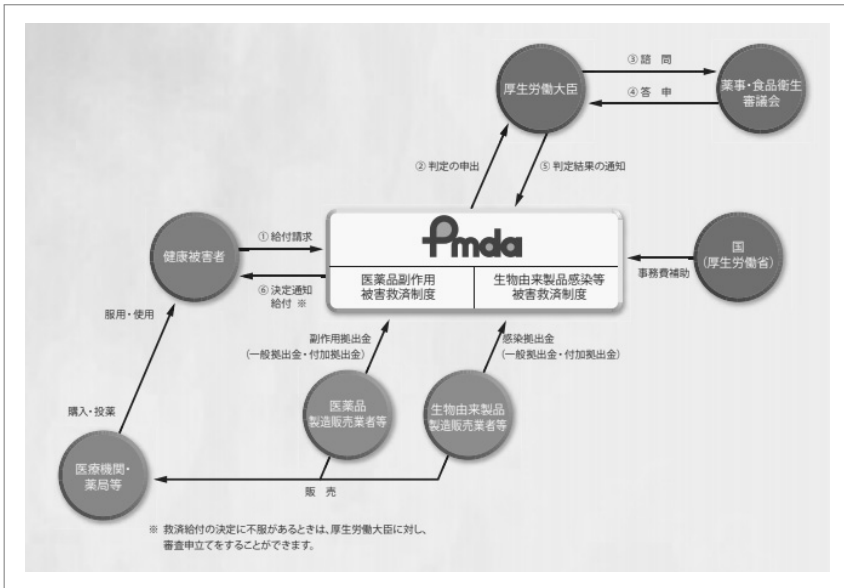 ③ 諮 問
厚生労働大臣
薬事・食品衛生
審議会
④ 答 申
② 判定の申出
⑤ 判定結果の通知
pmda
健康被害者
① 給付請求
国
(厚生労働省)
医薬品副作用
被害救済制度
生物由来製品感染等
被害救済制度
事務費補助
⑥ 決定通知
給付 ※
服用・使用
副作用拠出金
(一般拠出金・付加拠出金)
感染拠出金
(一般拠出金・付加拠出金)
購入・投薬
医薬品
製造販売業者等
生物由来製品
製造販売業者等
医療機関・
薬局等
販 売
※ 救済給付の決定に不服があるときは、厚生労働大臣に対し、
審査申立てをすることができます。